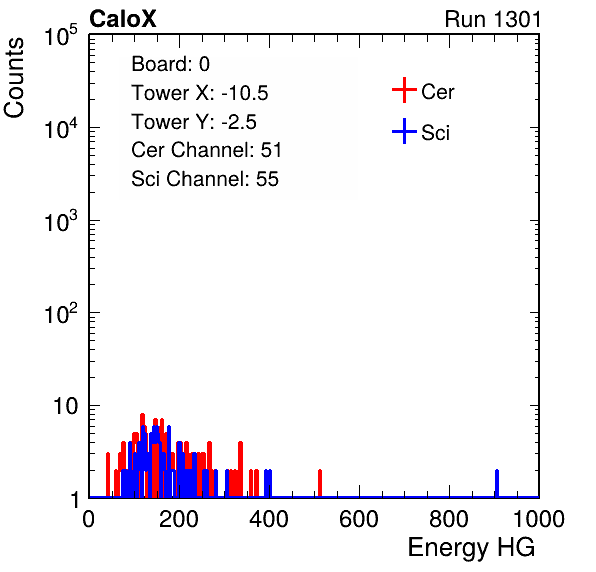 CaloX Run 1301
Counts
Board: 0
Tower X: -10.5
Tower Y: -2.5
Cer Channel: 51
Sci Channel: 55
Cer
Sci
10^5
10^4
10^3
10^2
10
1
0 200 400 600 800 1000
Energy HG